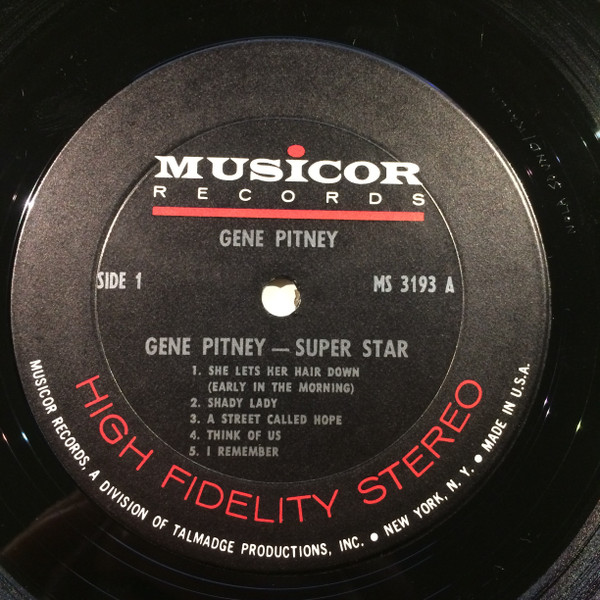 MUSICOR
RECORDS
GENE PITNEY
SIDE 1
MS 3193 A
GENE PITNEY — SUPER STAR
1. SHE LETS HER HAIR DOWN
(EARLY IN THE MORNING)
2. SHADY LADY
3. A STREET CALLED HOPE
4. THINK OF US
5. I REMEMBER
HIGH FIDELITY STEREO
MUSICOR RECORDS, A DIVISION OF TALMADGE PRODUCTIONS, INC. ● NEW YORK, N. Y. ● MADE IN U.S.A.